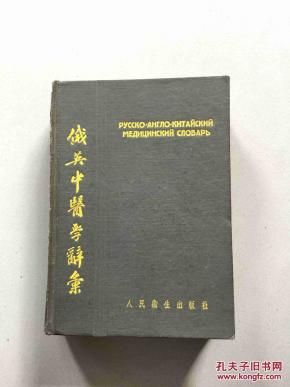 РУССКО-АНГЛО-КИТАЙСКИЙ
МЕДИЦИНСКИЙ СЛОВАРЬ
俄英中醫学辭彙
人民衛生出版社
孔夫子旧书网